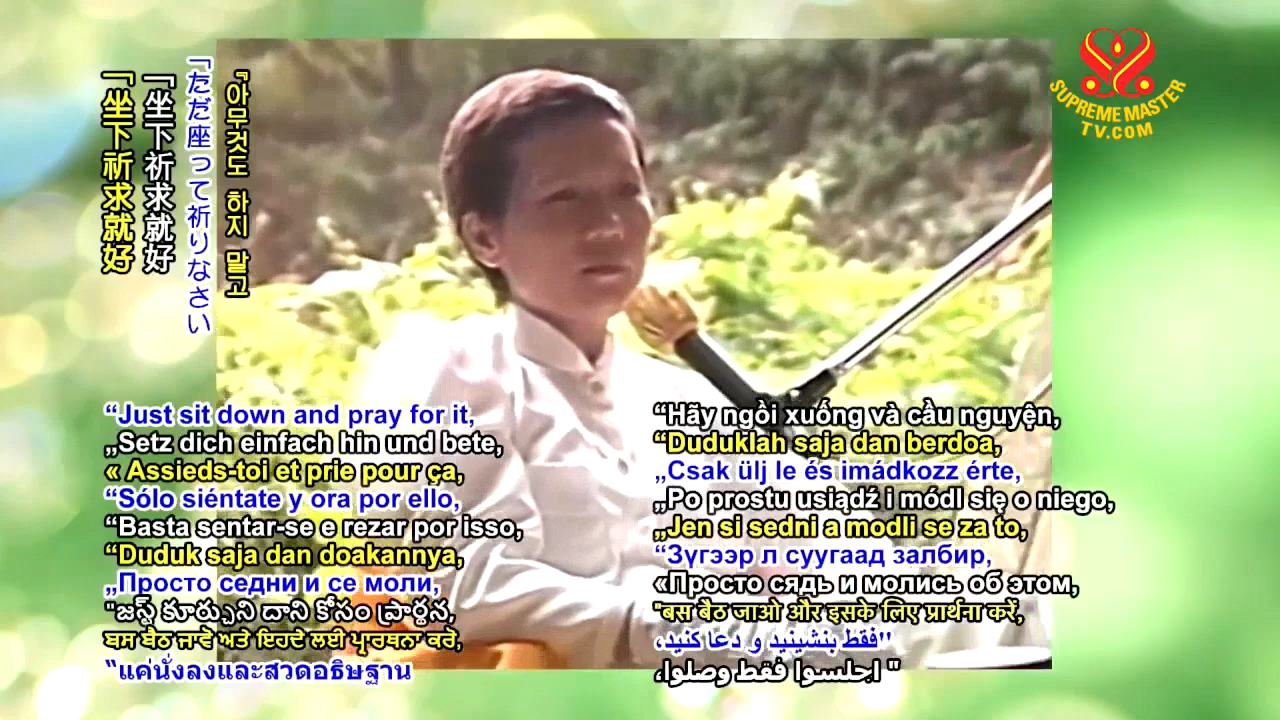 『아무것도 하지 말고
「ただ座って祈りなさい
「坐下祈求就好
「坐下祈求就好
SUPREME MASTER
TV.COM
“Just sit down and pray for it,
„Setz dich einfach hin und bete,
« Assieds-toi et prie pour ça,
“Sólo siéntate y ora por ello,
“Basta sentar-se e rezar por isso,
“Duduk saja dan doakannya,
„Просто седни и се моли,
"జస్ట్ కూర్చుని దాని కోసం ప్రార్థన,
ਬਸ ਬੈਠ ਜਾਵੋ ਅਤੇ ਇਹਦੇ ਲਈ ਪ੍ਰਾਰਥਨਾ ਕਰੋ,
“แค่นั่งลงและสวดอธิษฐาน
“Hãy ngồi xuống và cầu nguyện,
“Duduklah saja dan berdoa,
„Csak ülj le és imádkozz érte,
„Po prostu usiądź i módl się o niego,
„Jen si sedni a modli se za to,
“Зүгээр л суугаад залбир,
«Просто сядь и молись об этом,
"बस बैठ जाओ और इसके लिए प्रार्थना करें,
''فقط بنشینید و دعا کنید،
" اجلسوا فقط وصلوا،